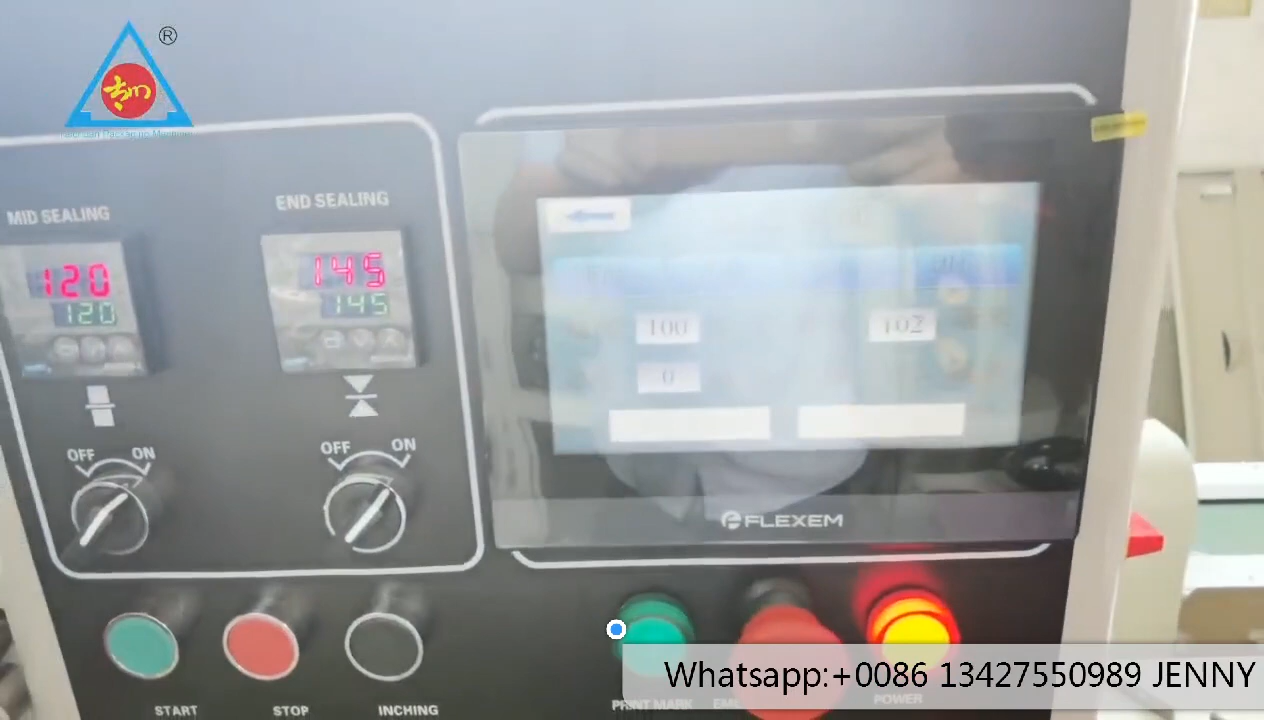 ®
MID SEALING
END SEALING
120
120
145
145
100
102
0
OFF
ON
OFF
ON
FLEXEM
START
STOP
INCHING
PRINT MARK
POWER
Whatsapp:+0086 13427550989 JENNY